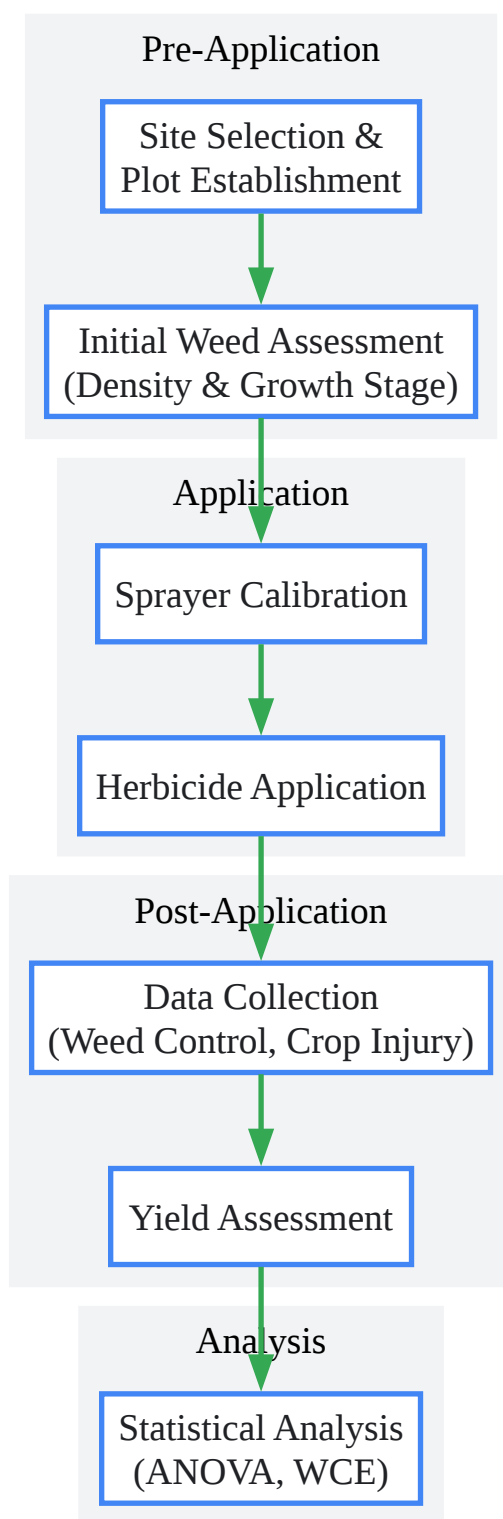 Pre-Application
Site Selection &
Plot Establishment
Initial Weed Assessment
(Density & Growth Stage)
Application
Sprayer Calibration
Herbicide Application
Post-Application
Data Collection
(Weed Control, Crop Injury)
Yield Assessment
Analysis
Statistical Analysis
(ANOVA, WCE)